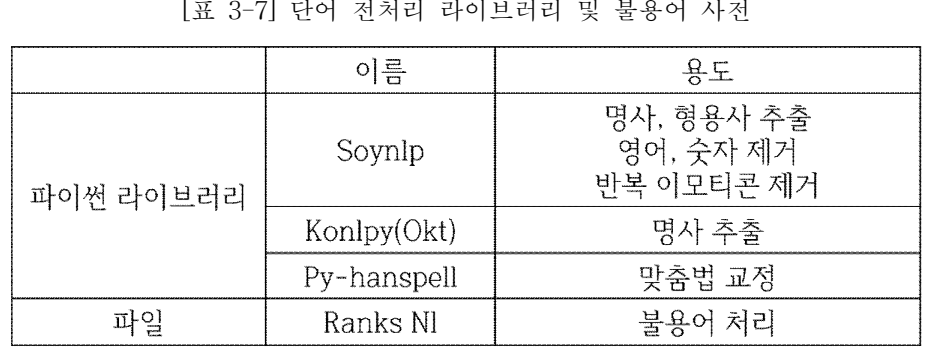 [표 3-7] 단어 전처리 라이브러리 및 불용어 사전
이름 용도
파이썬 라이브러리 Soynlp 명사, 형용사 추출
영어, 숫자 제거
반복 이모티콘 제거
Konlpy(Okt) 명사 추출
Py-hanspell 맞춤법 교정
파일 Ranks Nl 불용어 처리